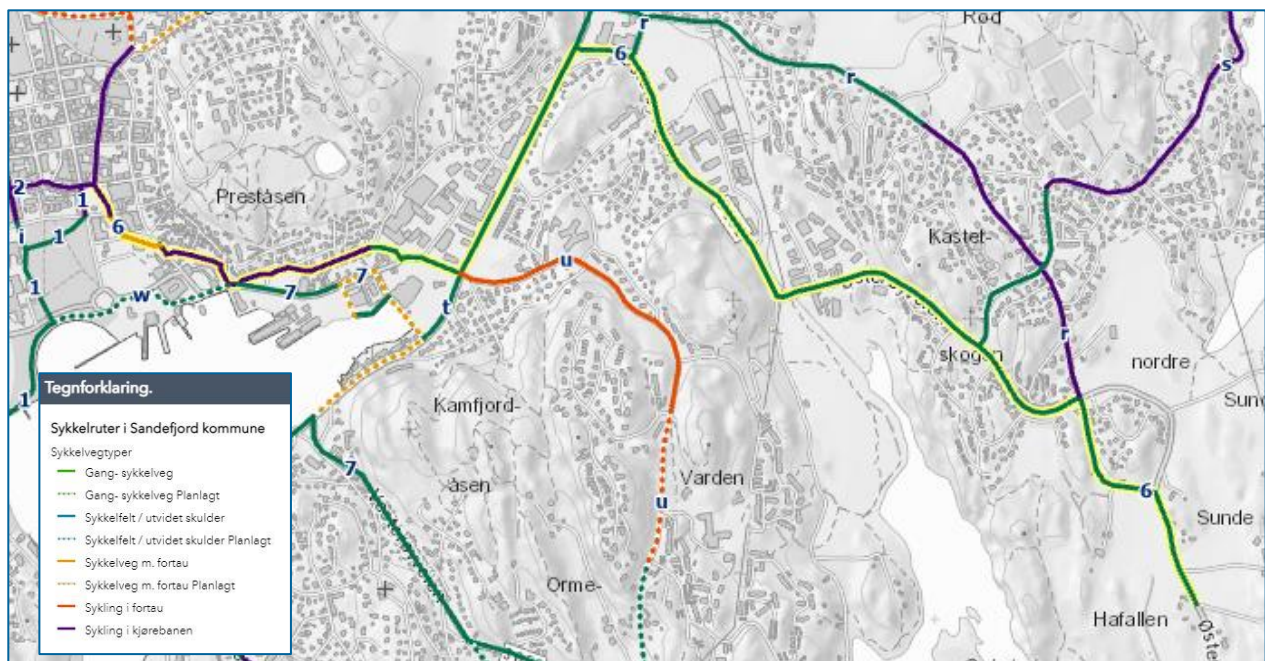 Rød
6
r
r
s
2
1
Preståsen
6
i
1
u
7
7
Kastet-
w
t
1
skogen
r
nordre
Sun
Tegnforklaring.
1
Sykkelruter i Sandefjord kommune
Sykkelvegtyper
Gang- sykkelveg
Gang- sykkelveg Planlagt
Sykkelfelt / utvidet skulder
Sykkelfelt / utvidet skulder Planlagt
Sykkelveg m. fortau
Sykkelveg m. fortau Planlagt
Sykling i fortau
Sykling i kjørebanen
Kamfjord-
åsen
7
Varden
u
6
Sunde
Orme-
Hafallen
Øste